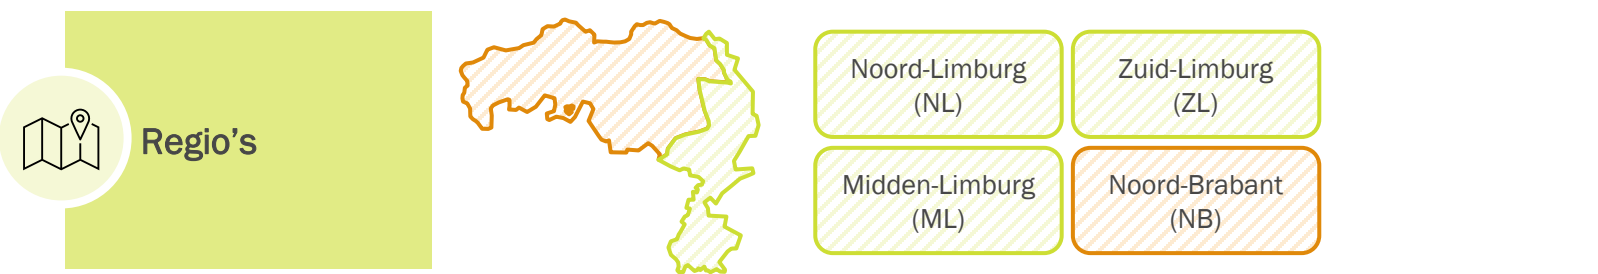 Regio’s
Noord-Limburg
(NL)
Zuid-Limburg
(ZL)
Midden-Limburg
(ML)
Noord-Brabant
(NB)